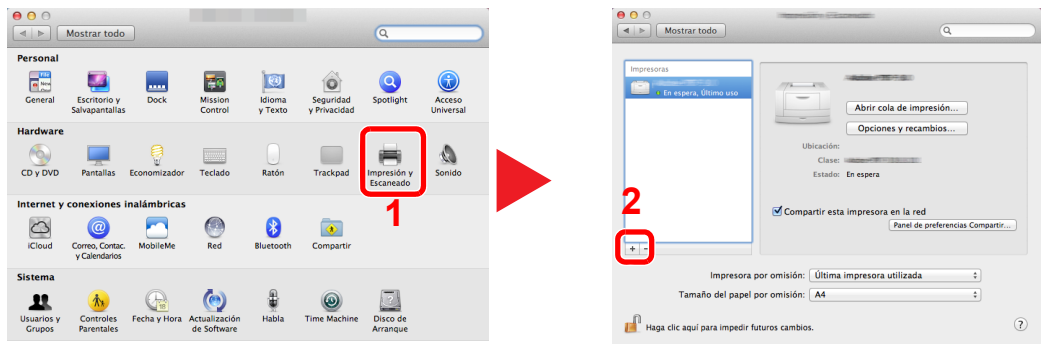 Mostrar todo
Personal
General
Escritorio y
Salvapantallas
Dock
Mission
Control
Idioma
y Texto
Seguridad
y Privacidad
Spotlight
Acceso
Universal
Hardware
CD y DVD
Pantallas
Economizador
Teclado
Ratón
Trackpad
Impresión y
Escaneado
Sonido
1
Internet y conexiones inalámbricas
iCloud
Correo, Contac.
y Calendarios
MobileMe
Red
Bluetooth
Compartir
Sistema
Usuarios y
Grupos
Controles
Parentales
Fecha y Hora
Actualización
de Software
Habla
Time Machine
Disco de
Arranque
Mostrar todo
Impresoras
En espera, Último uso
Abrir cola de impresión...
Opciones y recambios...
Ubicación:
Clase:
Estado: En espera
2
Compartir esta impresora en la red
Panel de preferencias Compartir...
+ -
Impresora por omisión: Última impresora utilizada
Tamaño del papel por omisión: A4
Haga clic aquí para impedir futuros cambios.
?